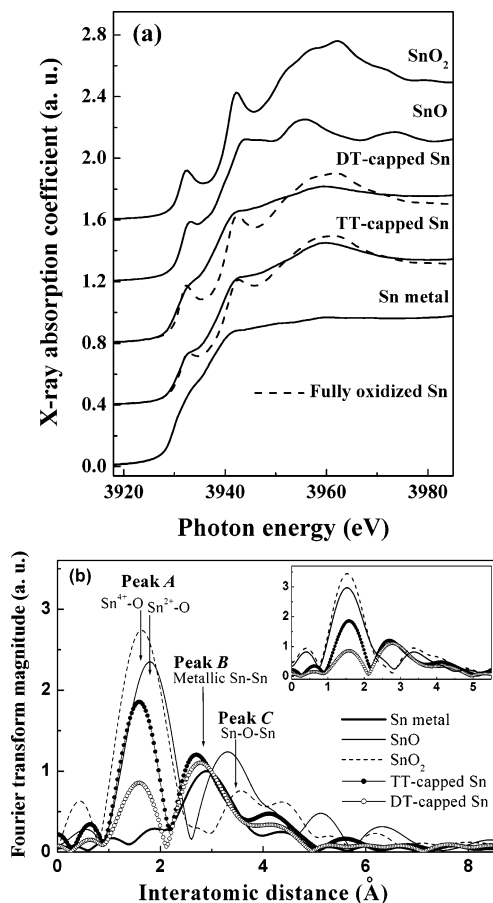 (a)
2.8
2.4
2.0
1.6
1.2
0.8
0.4
0.0
X-ray absorption coefficient (a. u.)
SnO2
SnO
DT-capped Sn
TT-capped Sn
Sn metal
Fully oxidized Sn
3920 3940 3960 3980
Photon energy (eV)
(b)
Peak A
Sn4+-O
Sn2+-O
Peak B
Metallic Sn-Sn
Peak C
Sn-O-Sn
3
2
1
0
0 1 2 3 4 5
Sn metal
SnO
SnO2
TT-capped Sn
DT-capped Sn
3
2
1
0
Fourier transform magnitude (a. u.)
0 2 4 6 8
Interatomic distance (Å)